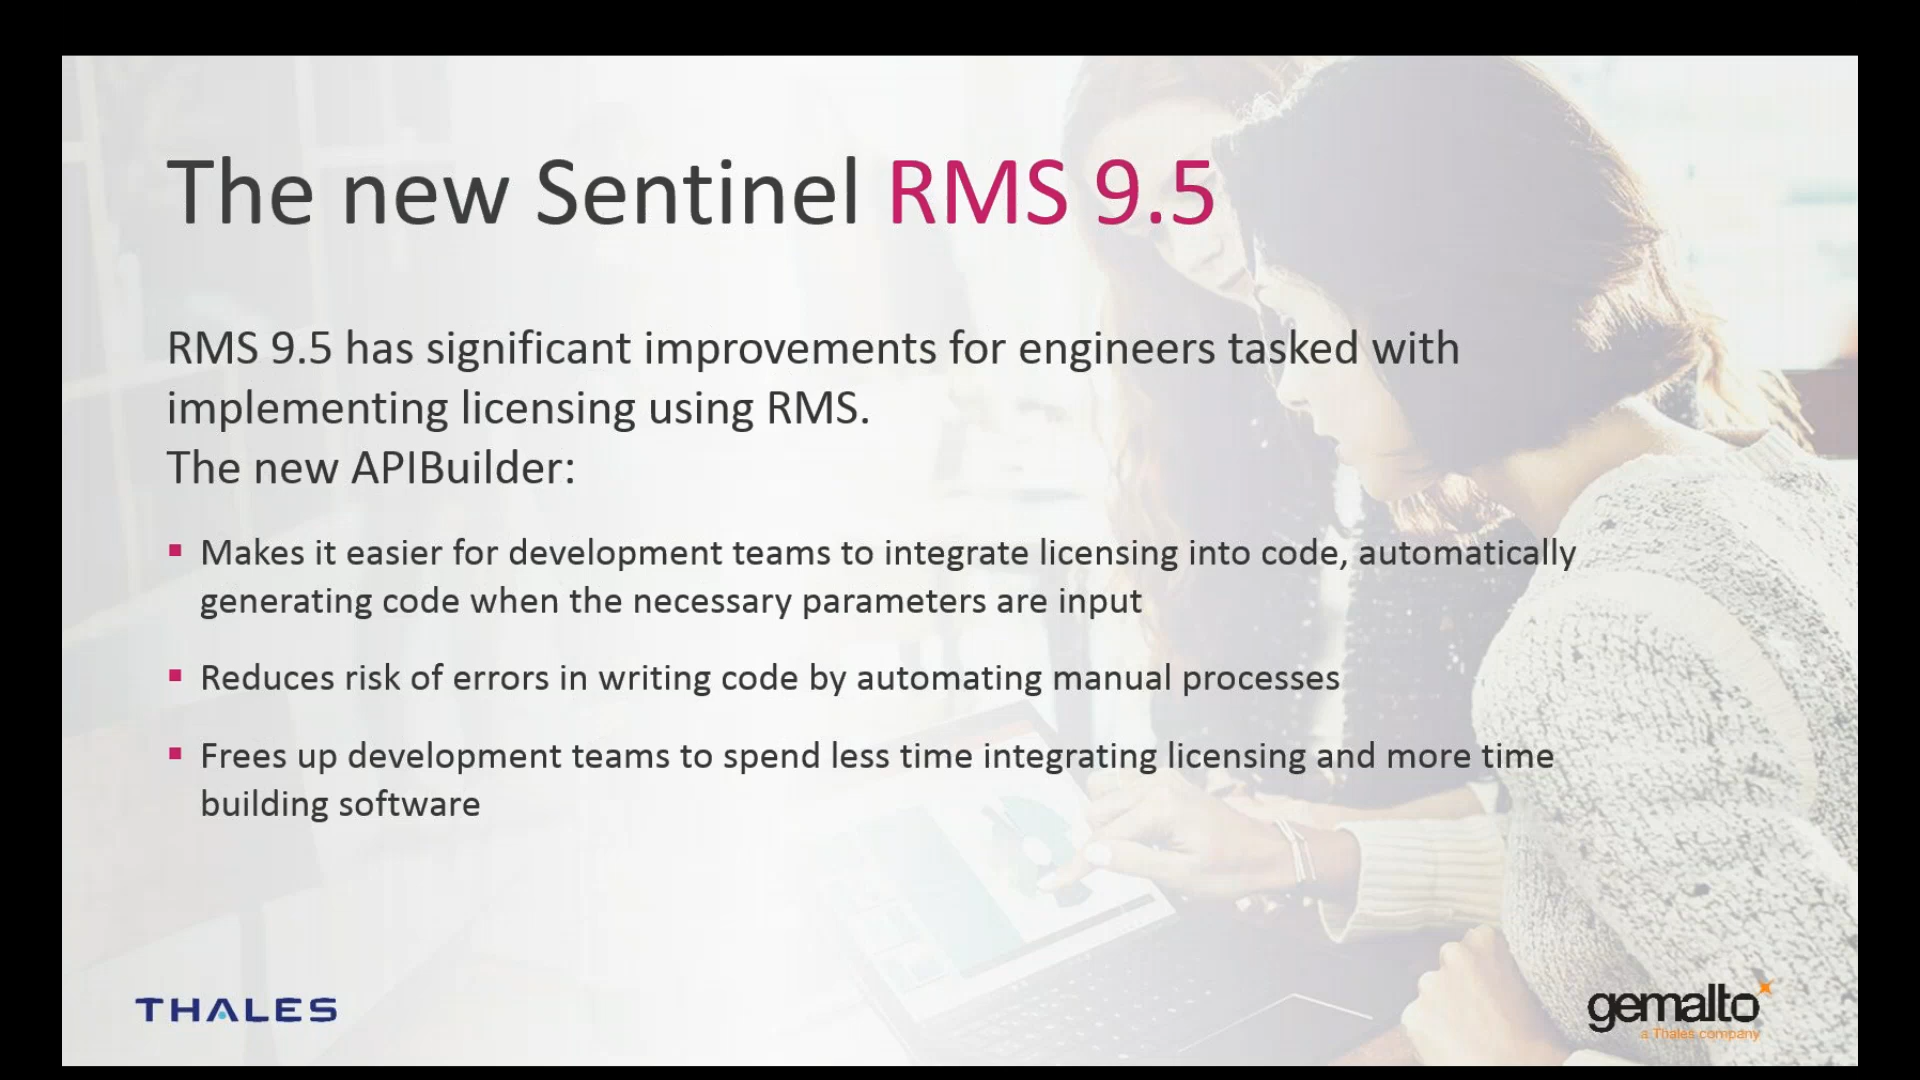 The new Sentinel RMS 9.5
RMS 9.5 has significant improvements for engineers tasked with
implementing licensing using RMS.
The new APIBuilder:
▪ Makes it easier for development teams to integrate licensing into code, automatically
generating code when the necessary parameters are input
▪ Reduces risk of errors in writing code by automating manual processes
▪ Frees up development teams to spend less time integrating licensing and more time
building software
THALES
gemalto
a Thales company